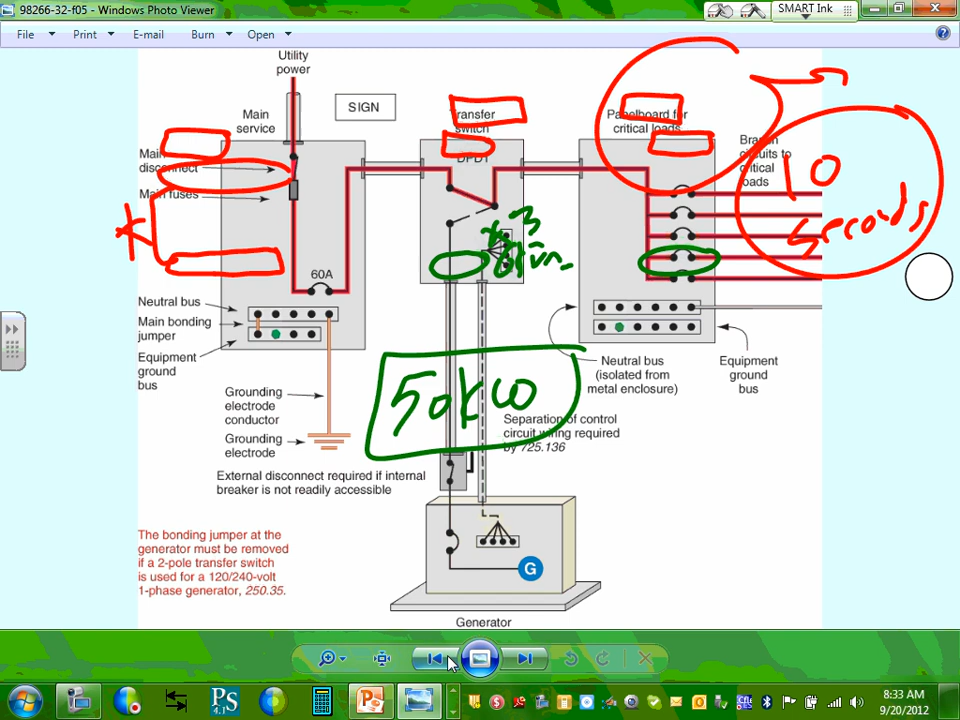 98266-32-f05 - Windows Photo Viewer
SMART Ink
File
Print
E-mail
Burn
Open
Utility
power
SIGN
Main
service
Transfer
switch
DPDT
Panelboard for
critical loads
Branch
circuits to
critical
loads
10
seconds
Main
disconnect
Main fuses
60A
Neutral bus
Main bonding
jumper
Equipment
ground
bus
Grounding
electrode
conductor
Grounding
electrode
50KW
Neutral bus
(isolated from
metal enclosure)
Equipment
ground
bus
Separation of control
circuit wiring required
by 725.136
External disconnect required if internal
breaker is not readily accessible
The bonding jumper at the
generator must be removed
if a 2-pole transfer switch
is used for a 120/240-volt
1-phase generator, 250.35.
G
Generator
Ps
4.1
8:33 AM
9/20/2012